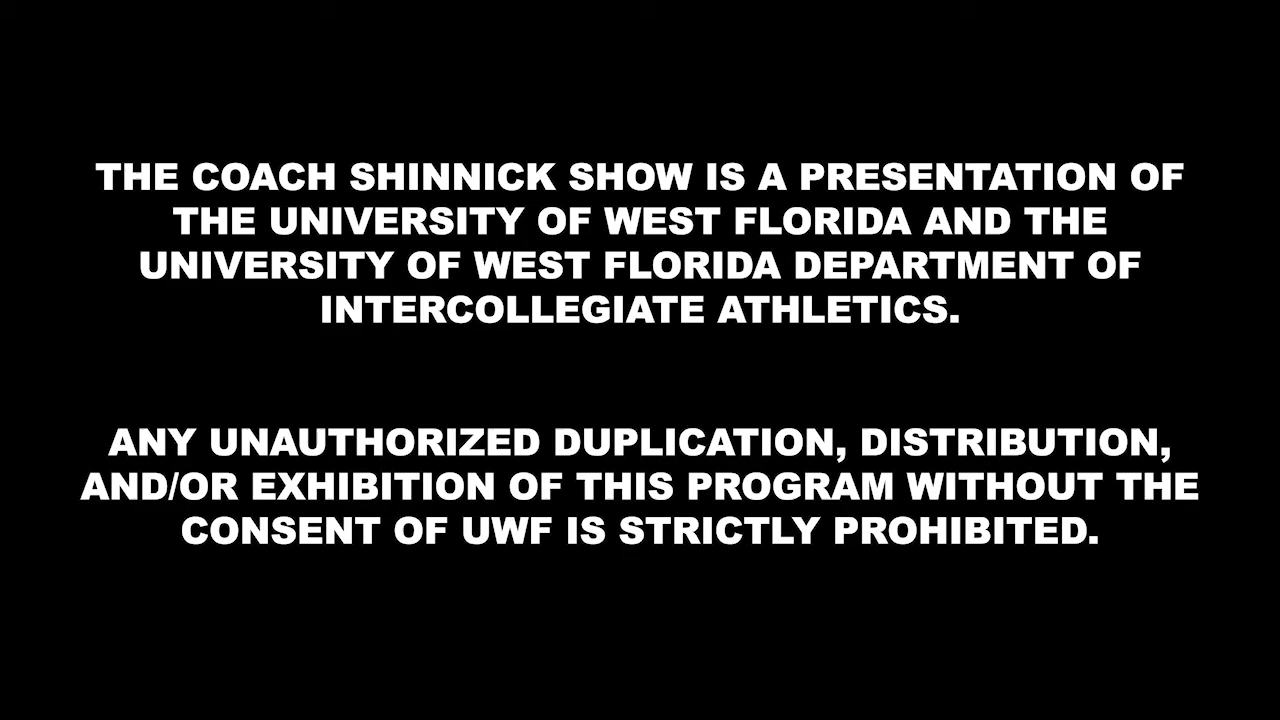 THE COACH SHINNICK SHOW IS A PRESENTATION OF
THE UNIVERSITY OF WEST FLORIDA AND THE
UNIVERSITY OF WEST FLORIDA DEPARTMENT OF
INTERCOLLEGIATE ATHLETICS.
ANY UNAUTHORIZED DUPLICATION, DISTRIBUTION,
AND/OR EXHIBITION OF THIS PROGRAM WITHOUT THE
CONSENT OF UWF IS STRICTLY PROHIBITED.